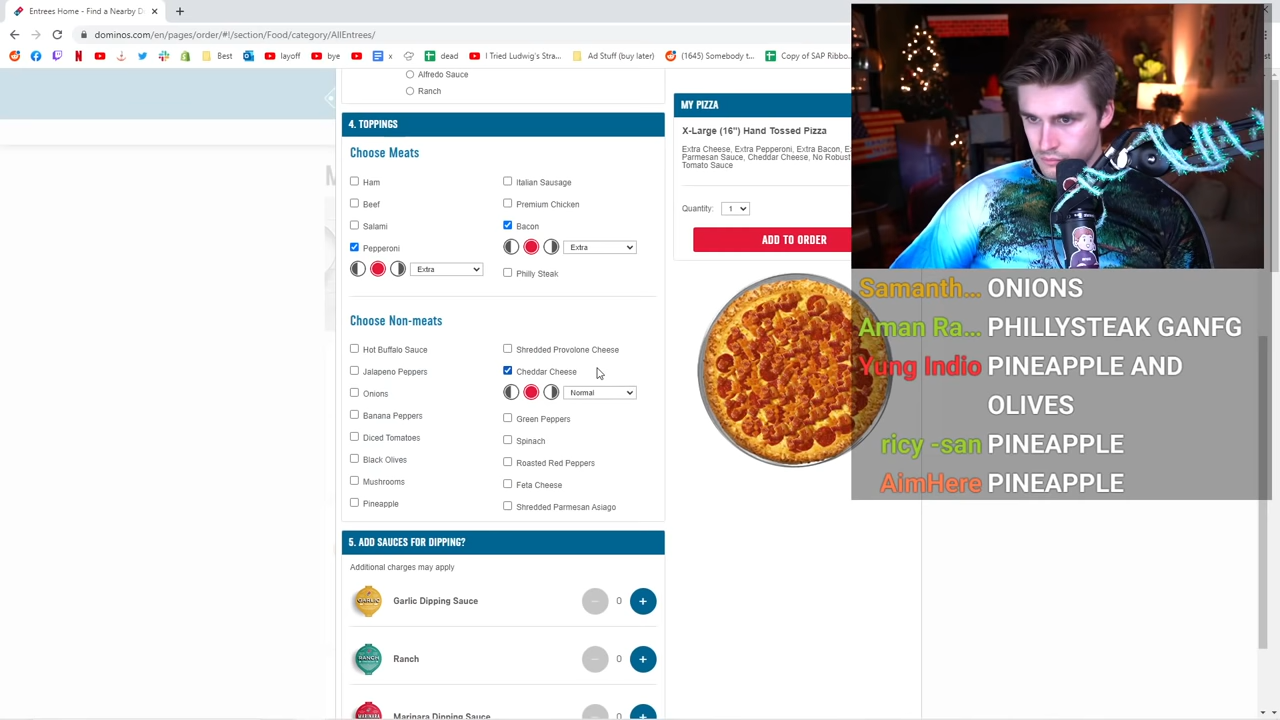 Entrees Home - Find a Nearby D
dominos.com/en/pages/order/#!/section/Food/category/AllEntrees/
layoff
bye
x
dead
I Tried Ludwig's Stra...
Ad Stuff (buy later)
(1645) Somebody t...
Copy of SAP Ribbo...
Best
Alfredo Sauce
Ranch
4. TOPPINGS
Choose Meats
Ham
Italian Sausage
Beef
Premium Chicken
Salami
Bacon
Extra
Pepperoni
Extra
Philly Steak
Choose Non-meats
Hot Buffalo Sauce
Shredded Provolone Cheese
Jalapeno Peppers
Cheddar Cheese
Normal
Onions
Banana Peppers
Green Peppers
Diced Tomatoes
Spinach
Black Olives
Roasted Red Peppers
Mushrooms
Feta Cheese
Pineapple
Shredded Parmesan Asiago
5. ADD SAUCES FOR DIPPING?
Additional charges may apply
GARLIC
Garlic Dipping Sauce
0
RANCH
Ranch
0
MARINARA
Marinara Dipping Sauce
MY PIZZA
X-Large (16") Hand Tossed Pizza
Extra Cheese, Extra Pepperoni, Extra Bacon,
Parmesan Sauce, Cheddar Cheese, No Robust
Tomato Sauce
Quantity:
1
ADD TO ORDER
Samanth... ONIONS
Aman Ra... PHILLYSTEAK GANFG
Yung Indio PINEAPPLE AND
OLIVES
ricy -san PINEAPPLE
AimHere PINEAPPLE